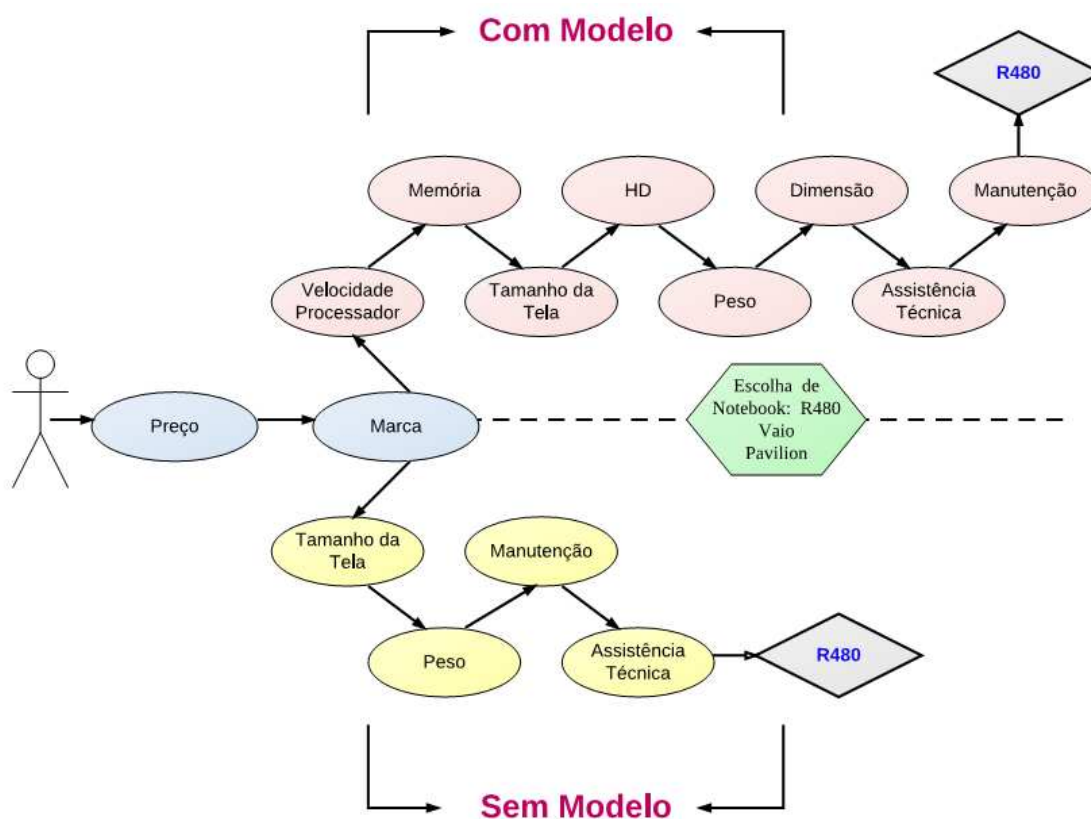 Com Modelo
R480
Memória
HD
Dimensão
Manutenção
Velocidade
Processador
Tamanho da
Tela
Peso
Assistência
Técnica
Preço
Marca
Escolha de
Notebook: R480
Vaio
Pavilion
Tamanho da
Tela
Manutenção
Peso
Assistência
Técnica
R480
Sem Modelo